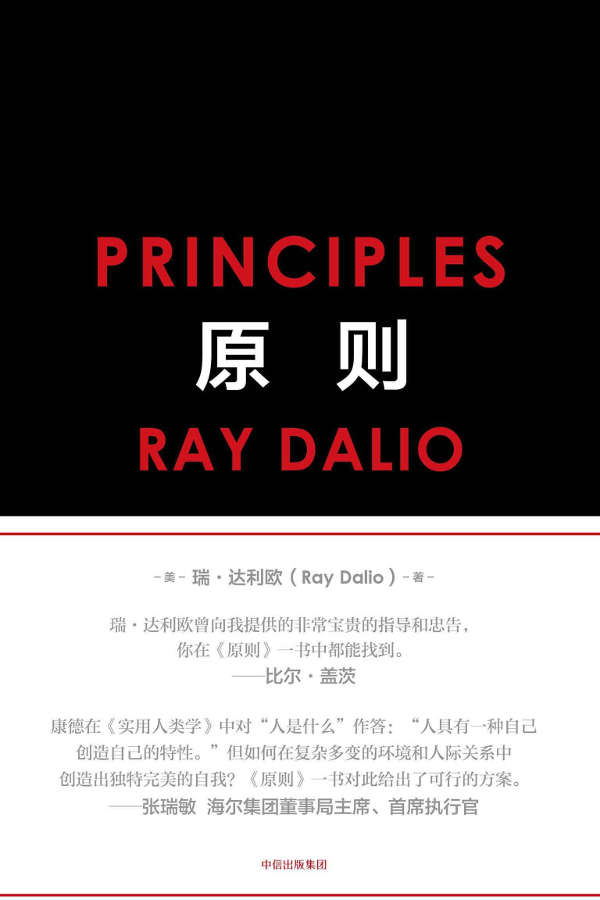 PRINCIPLES
原则
RAY DALIO
–美– 瑞·达利欧（Ray Dalio）–著–
瑞·达利欧曾向我提供的非常宝贵的指导和忠告，
你在《原则》一书中都能找到。
——比尔·盖茨
康德在《实用人类学》中对“人是什么”作答：“人具有一种自己
创造自己的特性。”但如何在复杂多变的环境和人际关系中
创造出独特完美的自我？《原则》一书对此给出了可行的方案。
——张瑞敏 海尔集团董事局主席、首席执行官
中信出版集团